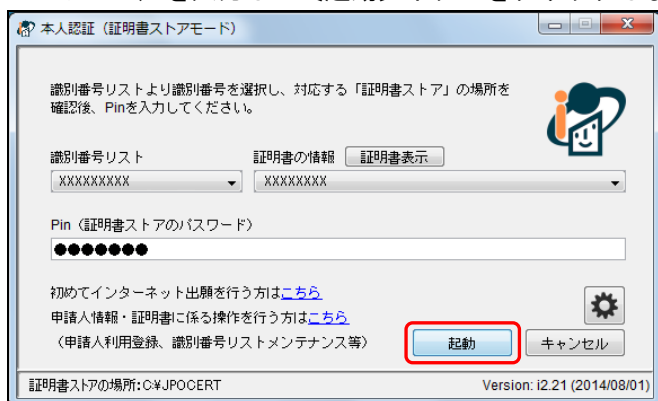 本人認証（証明書ストアモード）
識別番号リストより識別番号を選択し、対応する「証明書ストア」の場所を
確認後、Pinを入力してください。
識別番号リスト
証明書の情報 証明書表示
XXXXXXXXX
XXXXXXXX
Pin（証明書ストアのパスワード）
●●●●●●●
初めてインターネット出願を行う方はこちら
申請人情報・証明書に係る操作を行う方はこちら
（申請人利用登録、識別番号リストメンテナンス等）
起動
キャンセル
証明書ストアの場所:C:¥JPOCERT
Version: i2.21 (2014/08/01)